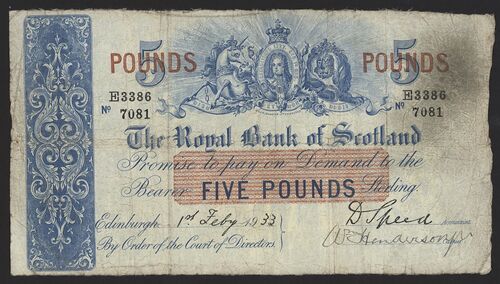 5 POUNDS 5 POUNDS
E3386 E3386
Nº 7081 Nº 7081
The Royal Bank of Scotland
Promise to pay on Demand to the
Bearer FIVE POUNDS Sterling.
Edinburgh 1st Feby 1933 D Speed
By Order of the Court of Directors